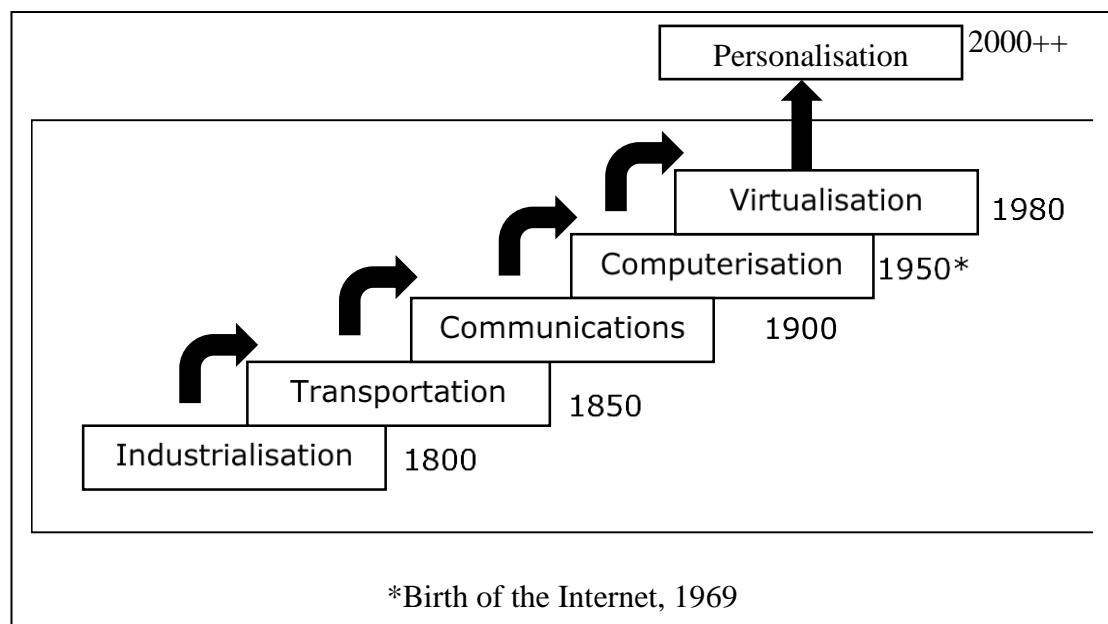 Personalisation 2000++
Virtualisation 1980
Computerisation 1950*
Communications 1900
Transportation 1850
Industrialisation 1800
*Birth of the Internet, 1969